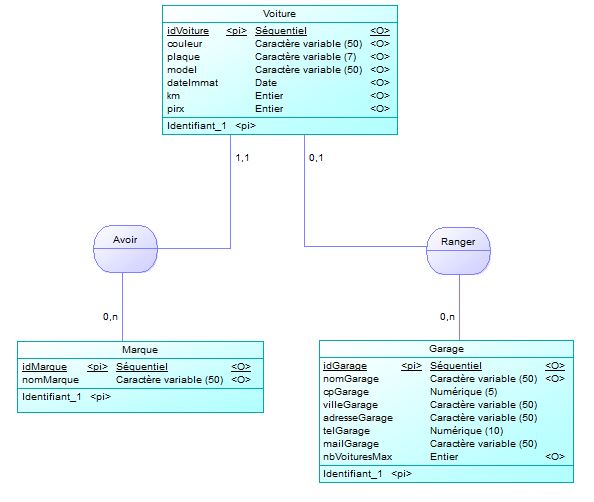 Voiture
idVoiture <pi> Séquentiel <O>
couleur Caractère variable (50) <O>
plaque Caractère variable (7) <O>
model Caractère variable (50) <O>
dateImmat Date <O>
km Entier <O>
pirx Entier <O>
Identifiant_1 <pi>
1,1
0,1
Avoir
Ranger
0,n
0,n
Marque
idMarque <pi> Séquentiel <O>
nomMarque Caractère variable (50) <O>
Identifiant_1 <pi>
Garage
idGarage <pi> Séquentiel <O>
nomGarage Caractère variable (50) <O>
cpGarage Numérique (5)
villeGarage Caractère variable (50)
adresseGarage Caractère variable (50)
telGarage Numérique (10)
mailGarage Caractère variable (50)
nbVoituresMax Entier <O>
Identifiant_1 <pi>